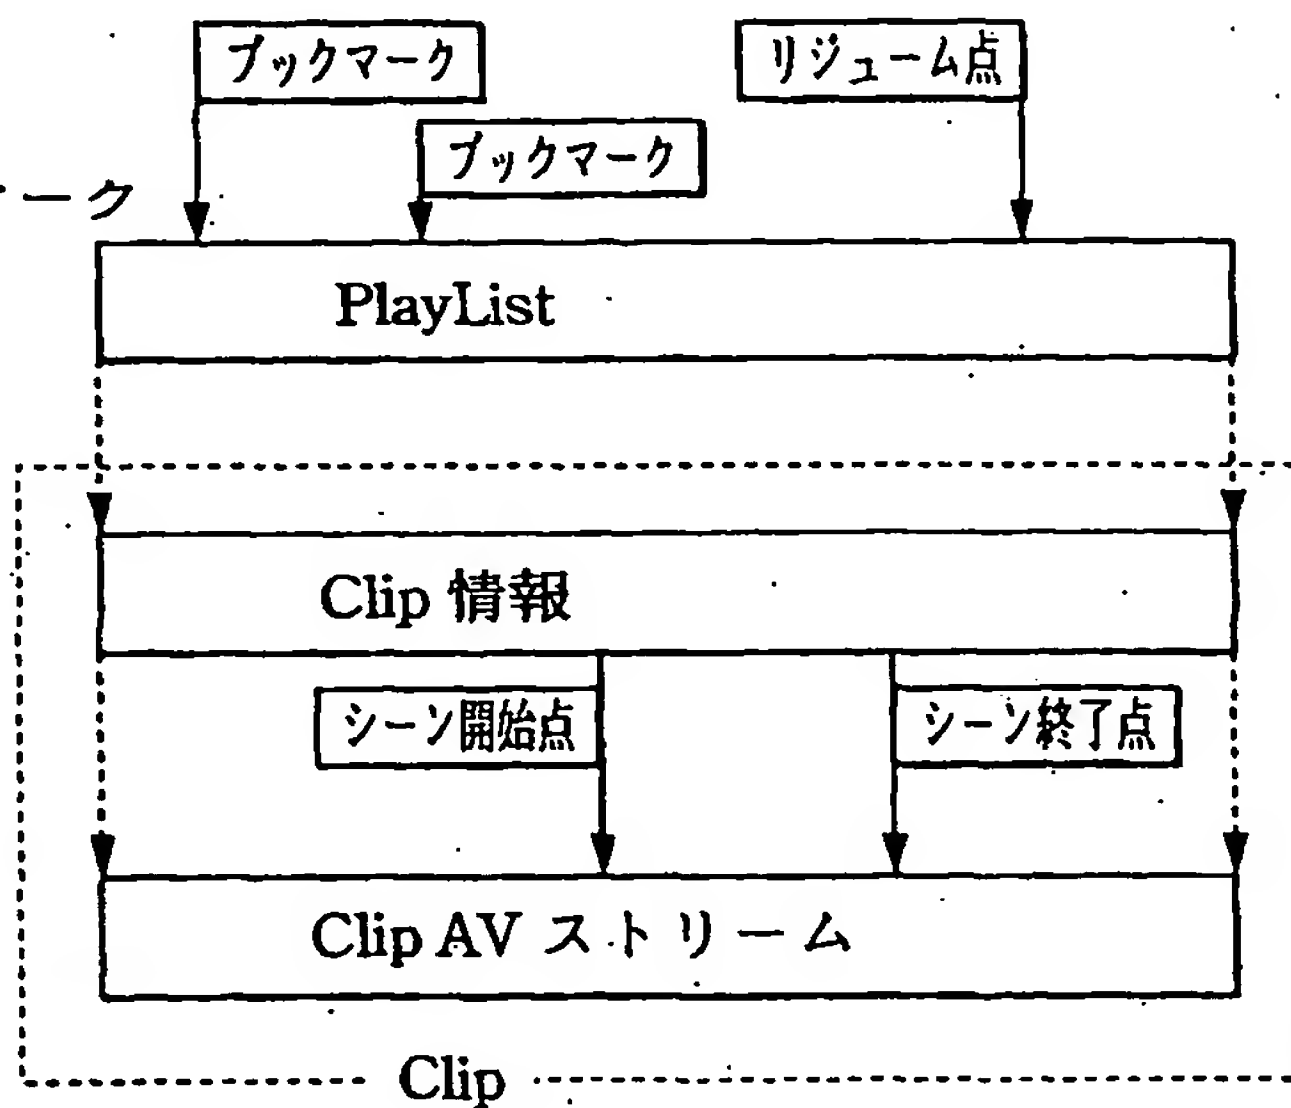 ブックマーク
リジューム点
ブックマーク
ーク
PlayList
Clip 情報
シーン開始点
シーン終了点
Clip AV ストリーム
Clip